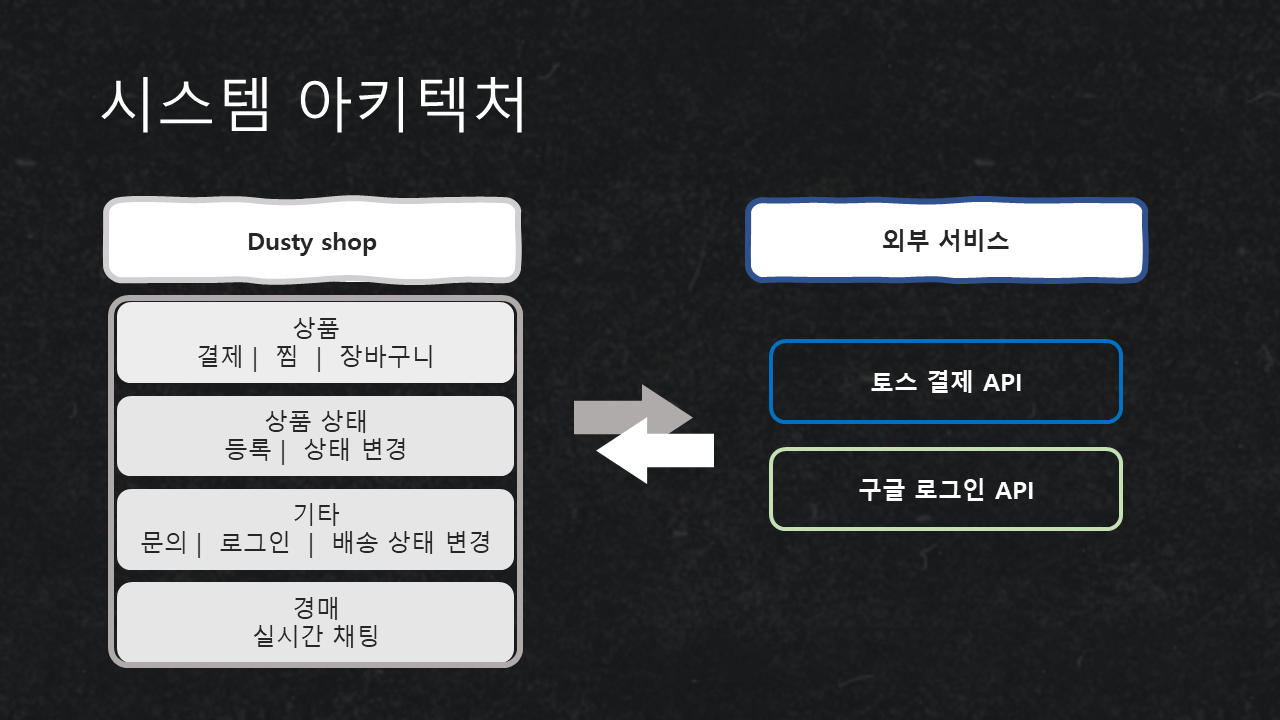 시스템 아키텍처
Dusty shop
상품
결제 | 찜 | 장바구니
상품 상태
등록 | 상태 변경
기타
문의 | 로그인 | 배송 상태 변경
경매
실시간 채팅
외부 서비스
토스 결제 API
구글 로그인 API